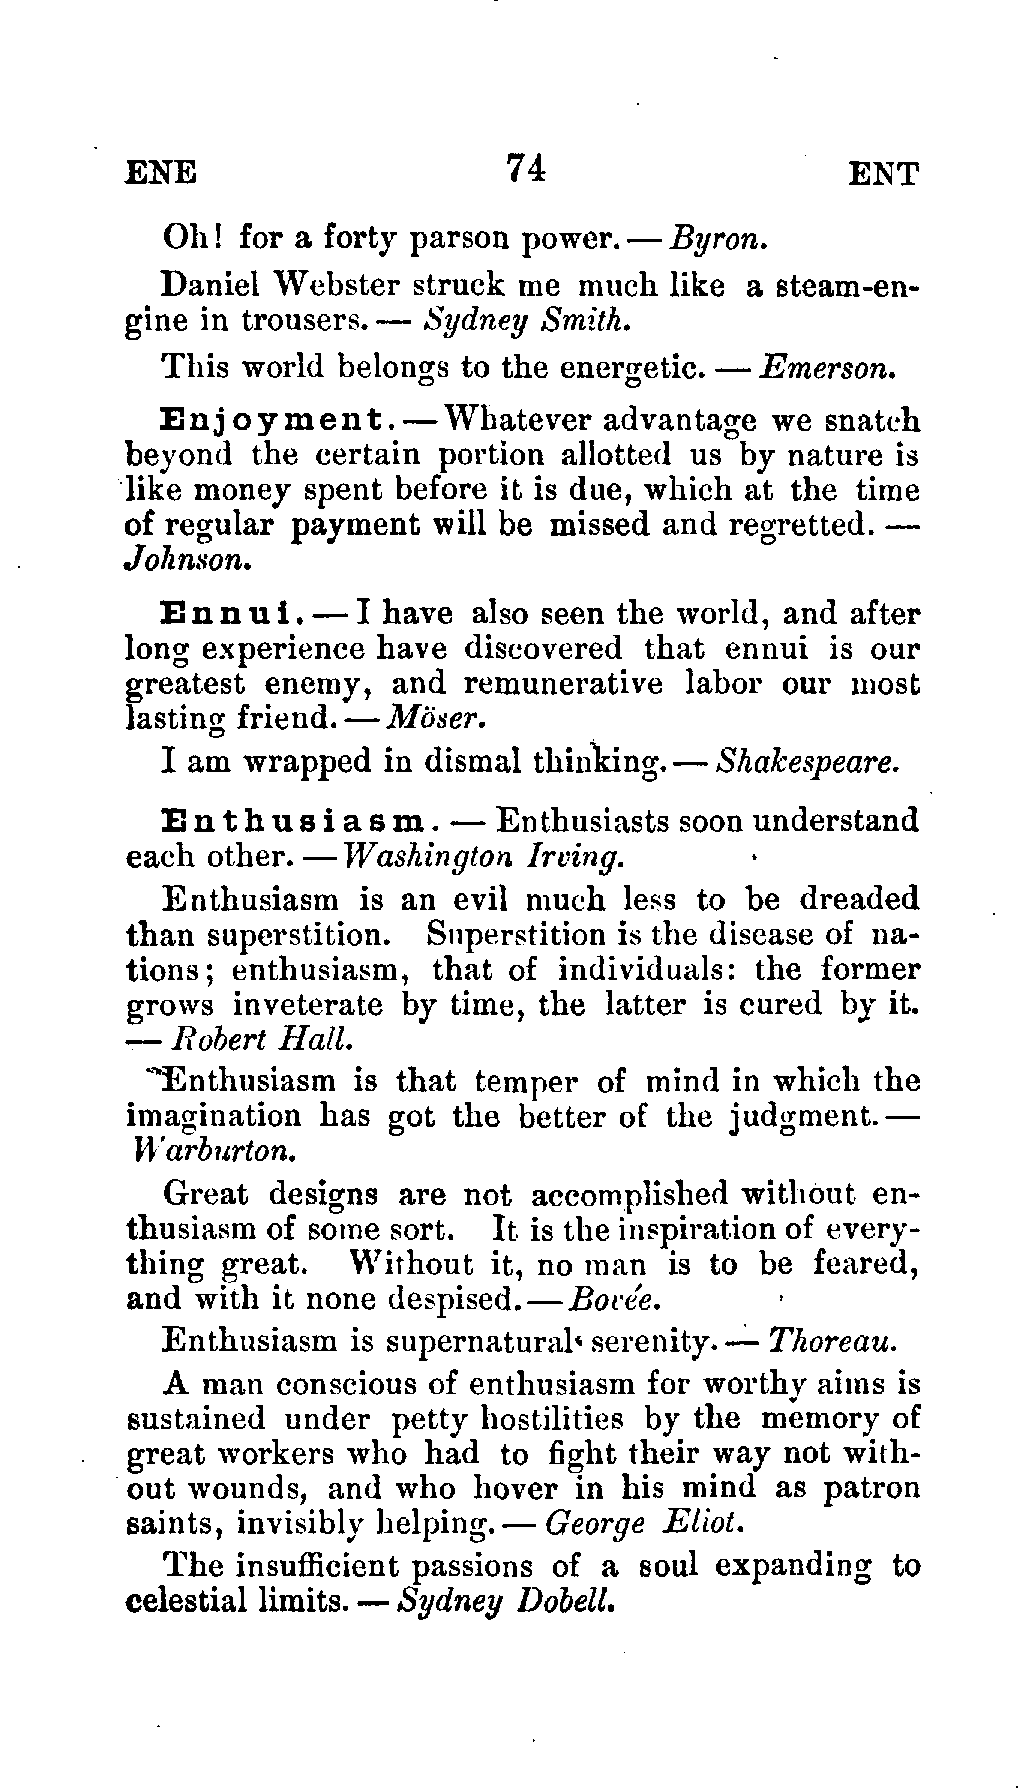 ENE 74 ENT
Oh! for a forty parson power. — Byron.
Daniel Webster struck me much like a steam-en-
gine in trousers. — Sydney Smith.
This world belongs to the energetic. — Emerson.
Enjoyment. — Whatever advantage we snatch
beyond the certain portion allotted us by nature is
like money spent before it is due, which at the time
of regular payment will be missed and regretted. —
Johnson.
Ennui. — I have also seen the world, and after
long experience have discovered that ennui is our
greatest enemy, and remunerative labor our most
lasting friend. — Möser.
I am wrapped in dismal thinking. — Shakespeare.
Enthusiasm. — Enthusiasts soon understand
each other. — Washington Irving.
Enthusiasm is an evil much less to be dreaded
than superstition. Superstition is the disease of na-
tions; enthusiasm, that of individuals: the former
grows inveterate by time, the latter is cured by it.
— Robert Hall.
Enthusiasm is that temper of mind in which the
imagination has got the better of the judgment. —
Warburton.
Great designs are not accomplished without en-
thusiasm of some sort. It is the inspiration of every-
thing great. Without it, no man is to be feared,
and with it none despised. — Bovée.
Enthusiasm is supernatural serenity. — Thoreau.
A man conscious of enthusiasm for worthy aims is
sustained under petty hostilities by the memory of
great workers who had to fight their way not with-
out wounds, and who hover in his mind as patron
saints, invisibly helping. — George Eliot.
The insufficient passions of a soul expanding to
celestial limits. — Sydney Dobell.